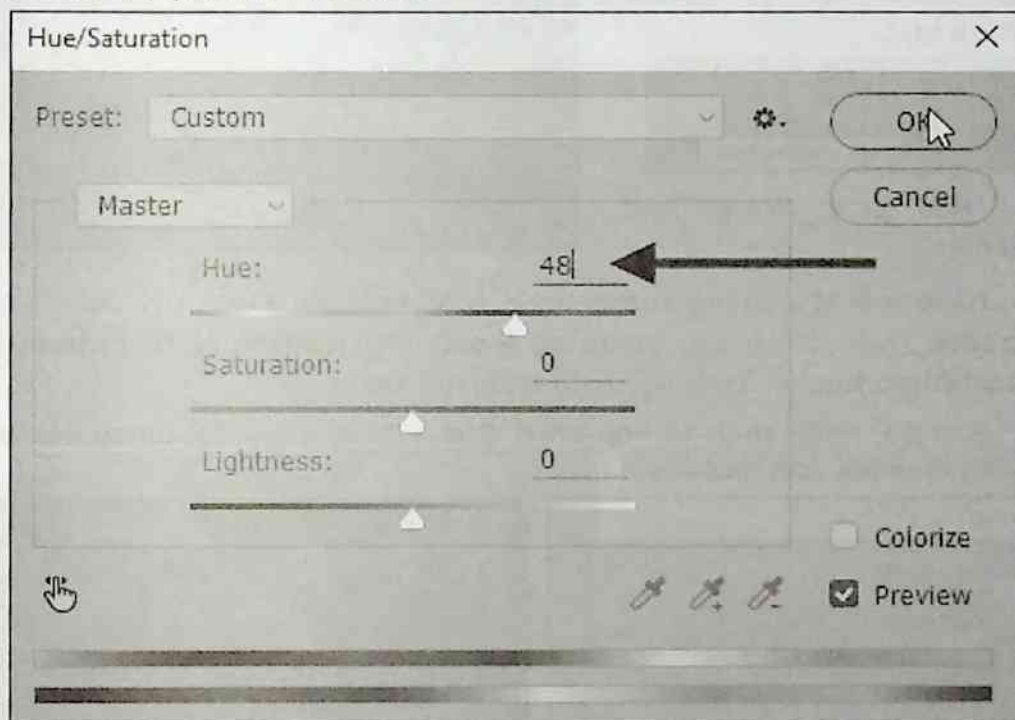 Hue/Saturation
Preset: Custom
OK
Master
Cancel
Hue: 48
Saturation: 0
Lightness: 0
Colorize
Preview